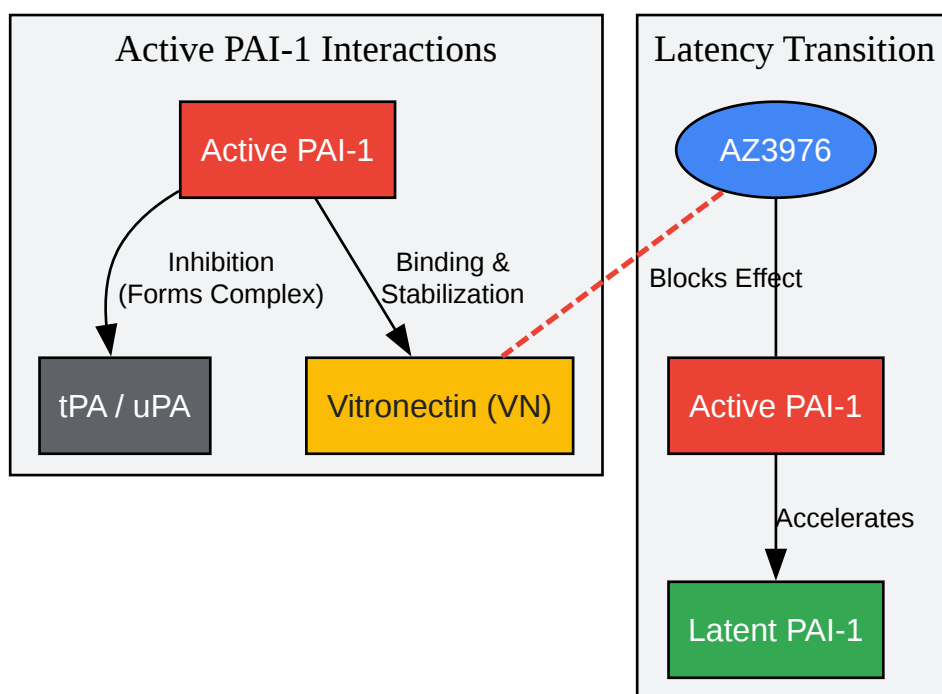 Active PAI-1 Interactions
Active PAI-1
Inhibition
(Forms Complex)
Binding &
Stabilization
tPA / uPA
Vitronectin (VN)
Latency Transition
AZ3976
Blocks Effect
Active PAI-1
Accelerates
Latent PAI-1